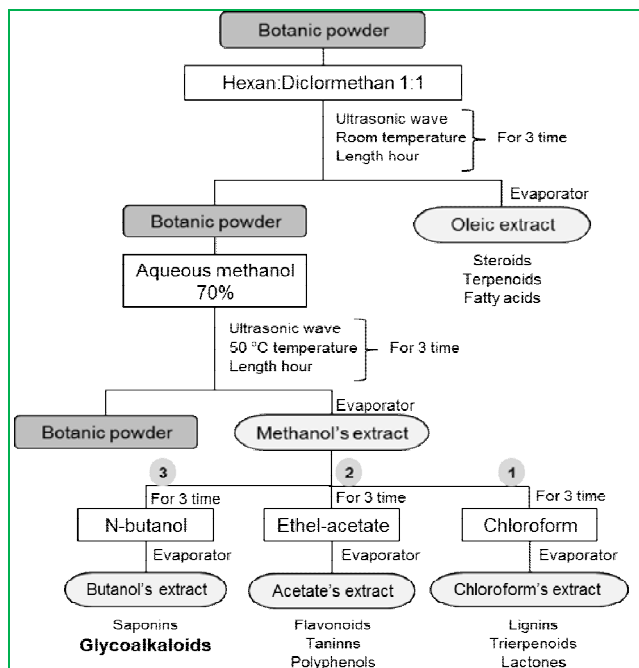 Botanic powder
Hexan:Diclormethan 1:1
Ultrasonic wave
Room temperature
Length hour
For 3 time
Evaporator
Botanic powder
Oleic extract
Aqueous methanol
70%
Steroids
Terpenoids
Fatty acids
Ultrasonic wave
50 °C temperature
Length hour
For 3 time
Evaporator
Botanic powder
Methanol's extract
3
2
1
For 3 time
For 3 time
For 3 time
N-butanol
Ethel-acetate
Chloroform
Evaporator
Evaporator
Evaporator
Butanol's extract
Acetate's extract
Chloroform's extract
Saponins
Glycoalkaloids
Flavonoids
Taninns
Polyphenols
Lignins
Trierpenoids
Lactones